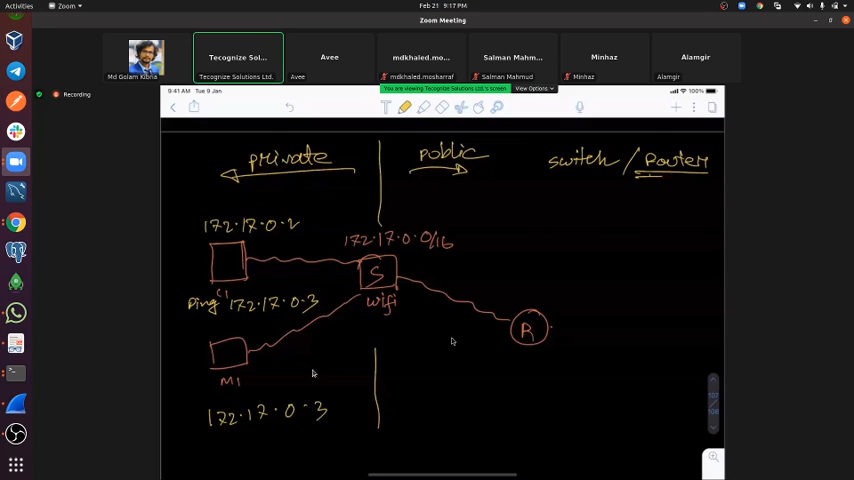 Zoom
Feb 21 9:17 PM
Zoom Meeting
Tecognize Sol...
Avee
mdkhaled.mo...
Salman Mahm...
Minhaz
Alamgir
Md Golam Kibria
Tecognize Solutions Ltd.
Avee
mdkhaled.mosharraf
Salman Mahmud
Minhaz
Alamgir
You are viewing Tecognize Solutions Ltd.'s screen
View Options
Recording
9:41 AM Tue 9 Jan
100%
T
private
public
switch / Router
172.17.0.2
172.17.0.0/16
S
wifi
Ping 172.17.0.3
R
M1
172.17.0.3
107
108